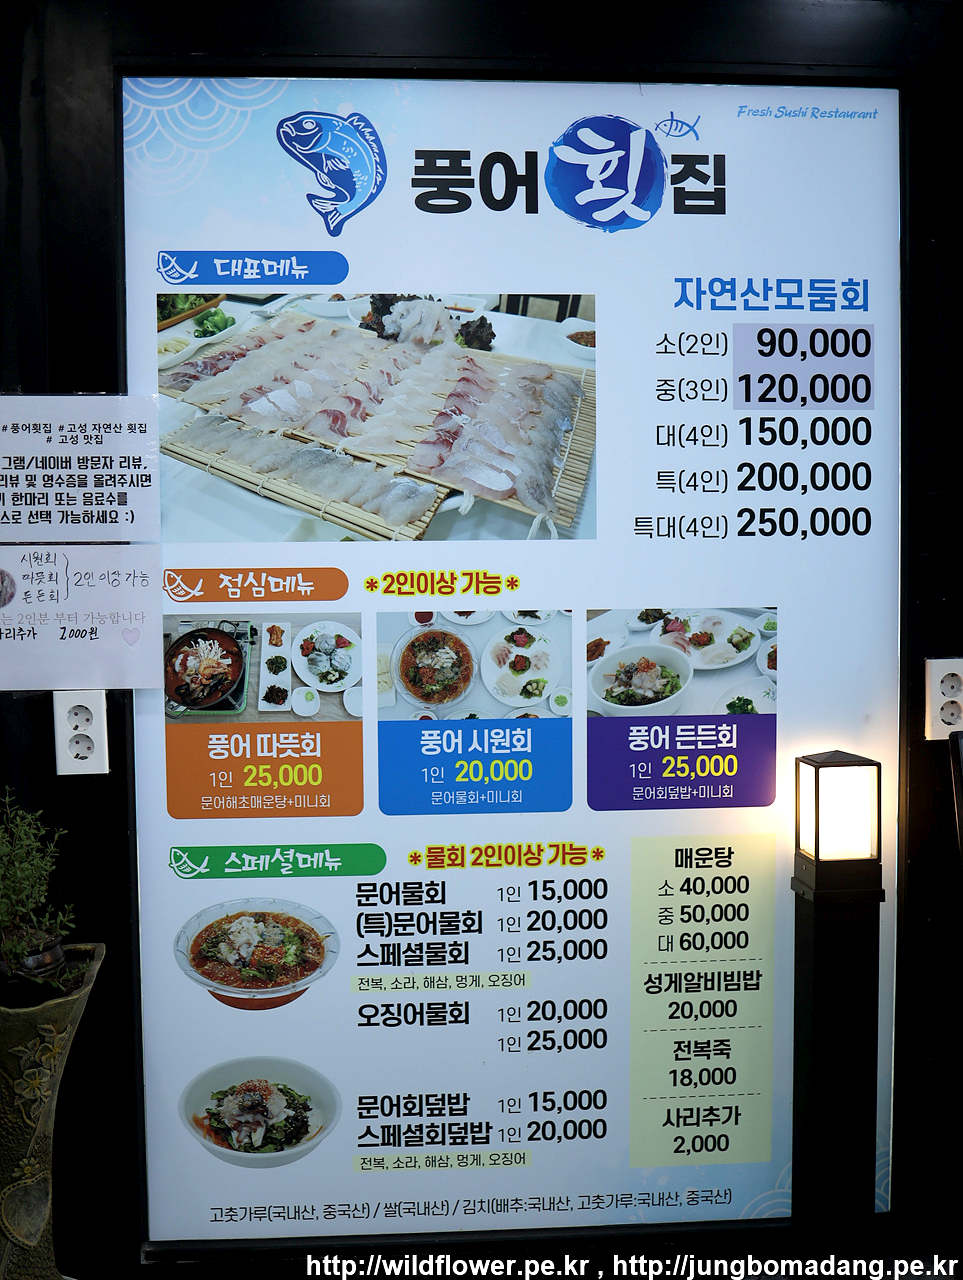 Fresh Sushi Restaurant
풍어횟집
대표메뉴
자연산모둠회
소(2인) 90,000
중(3인) 120,000
대(4인) 150,000
특(4인) 200,000
특대(4인) 250,000
#풍어횟집 #고성 자연산 횟집
# 고성 맛집
그램/네이버 방문자 리뷰,
리뷰 및 영수증을 올려주시면
한마리 또는 음료수를
스로 선택 가능하세요 :)
시원회
따뜻회
든든회
2인 이상 가능
는 2인분 부터 가능합니다
사리추가 2,000원
점심메뉴 *2인이상 가능*
풍어 따뜻회
1인 25,000
문어해초매운탕+미니회
풍어 시원회
1인 20,000
문어물회+미니회
풍어 든든회
1인 25,000
문어회덮밥+미니회
스페셜메뉴 *물회 2인이상 가능*
문어물회 1인 15,000
(특)문어물회 1인 20,000
스페셜물회 1인 25,000
전복, 소라, 해삼, 멍게, 오징어
오징어물회 1인 20,000
1인 25,000
문어회덮밥 1인 15,000
스페셜회덮밥 1인 20,000
전복, 소라, 해삼, 멍게, 오징어
매운탕
소 40,000
중 50,000
대 60,000
성게알비빔밥
20,000
전복죽
18,000
사리추가
2,000
고춧가루(국내산, 중국산) / 쌀(국내산) / 김치(배추:국내산, 고춧가루:국내산, 중국산)
http://wildflower.pe.kr , http://jungbomadang.pe.kr